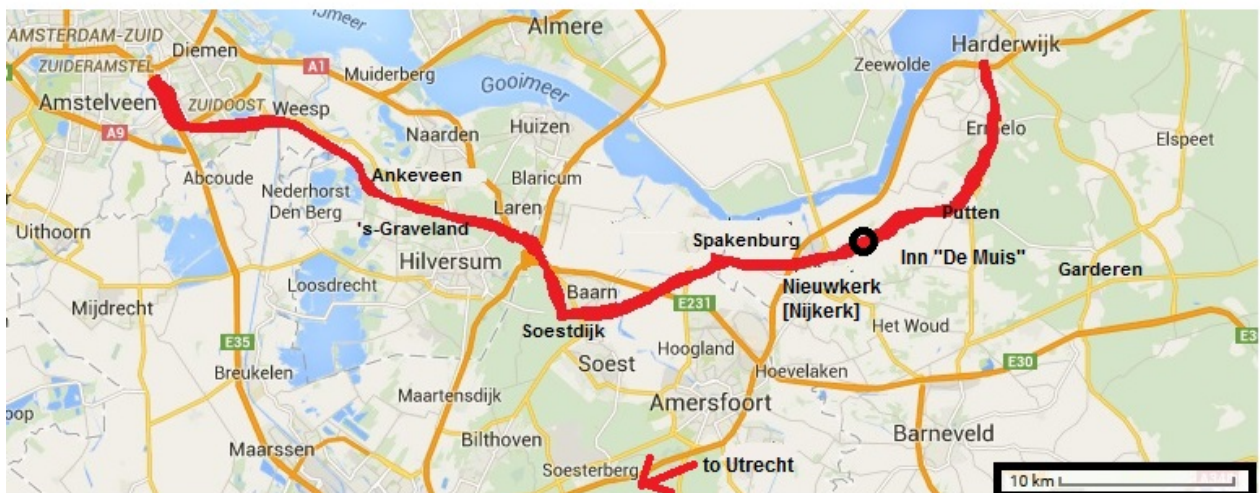 IJmeer
Almere
Harderwijk
AMSTERDAM-ZUID
Diemen
A1
ZUIDERAMSTEL
Muiderberg
Gooimeer
Zeewolde
Amstelveen
ZUIDOOST
Weesp
A9
Naarden
Huizen
Ermelo
Elspeet
Abcoude
Ankeveen
Blaricum
Nederhorst
Den Berg
Laren
Putten
Uithoorn
's-Graveland
Spakenburg
Inn "De Muis"
Hilversum
Garderen
Loosdrecht
Baarn
Nieuwkerk
[Nijkerk]
Mijdrecht
E231
Soestdijk
Het Woud
E35
Hoogland
Soest
E30
Breukelen
Hoevelaken
Maartensdijk
Amersfoort
Barneveld
Bilthoven
Maarssen
Soesterberg
to Utrecht
10 km